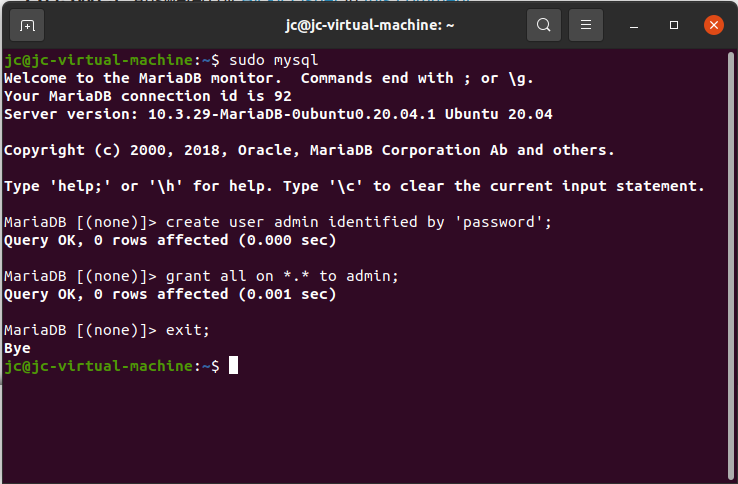 jc@jc-virtual-machine: ~
jc@jc-virtual-machine:~$ sudo mysql
Welcome to the MariaDB monitor.  Commands end with ; or \g.
Your MariaDB connection id is 92
Server version: 10.3.29-MariaDB-0ubuntu0.20.04.1 Ubuntu 20.04
Copyright (c) 2000, 2018, Oracle, MariaDB Corporation Ab and others.
Type 'help;' or '\h' for help. Type '\c' to clear the current input statement.
MariaDB [(none)]> create user admin identified by 'password';
Query OK, 0 rows affected (0.000 sec)
MariaDB [(none)]> grant all on *.* to admin;
Query OK, 0 rows affected (0.001 sec)
MariaDB [(none)]> exit;
Bye
jc@jc-virtual-machine:~$